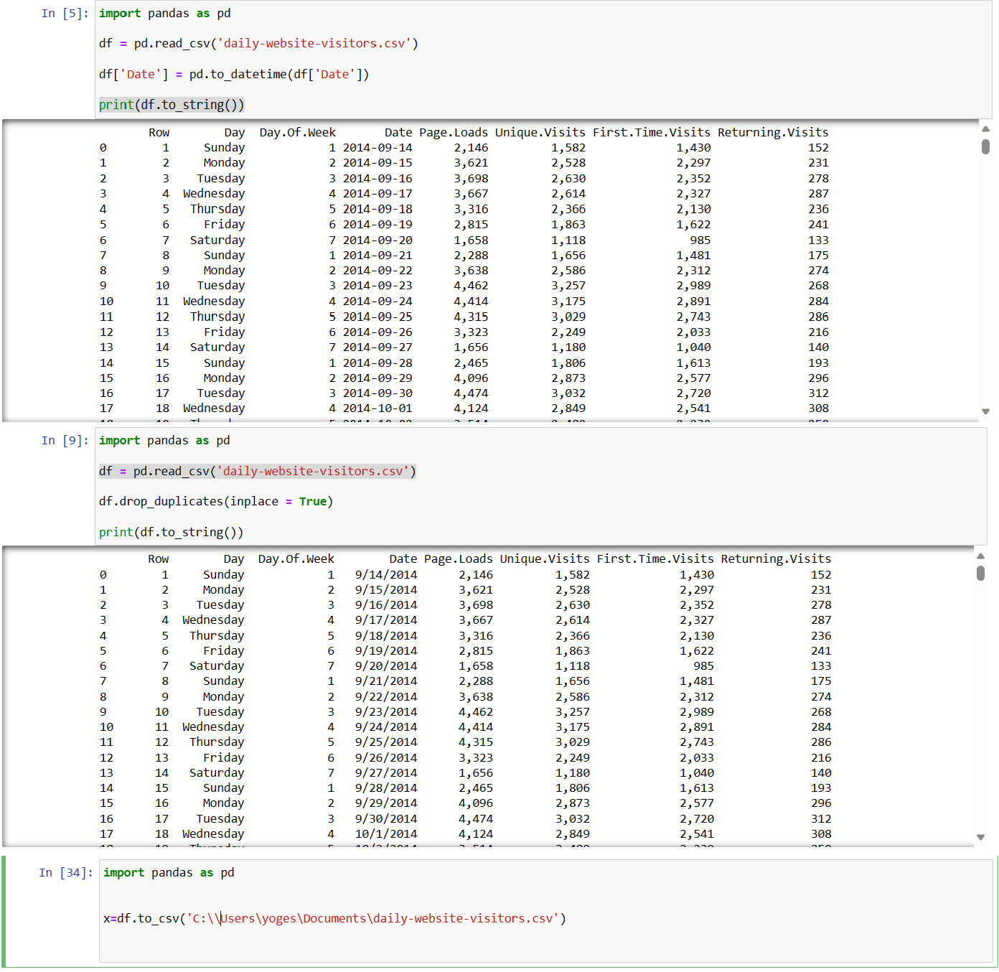 In [5]: import pandas as pd
df = pd.read_csv('daily-website-visitors.csv')
df['Date'] = pd.to_datetime(df['Date'])
print(df.to_string())
Row Day Day.Of.Week Date Page.Loads Unique.Visits First.Time.Visits Returning.Visits
0 1 Sunday 1 2014-09-14 2,146 1,582 1,430 152
1 2 Monday 2 2014-09-15 3,621 2,528 2,297 231
2 3 Tuesday 3 2014-09-16 3,698 2,630 2,352 278
3 4 Wednesday 4 2014-09-17 3,667 2,614 2,327 287
4 5 Thursday 5 2014-09-18 3,316 2,366 2,130 236
5 6 Friday 6 2014-09-19 2,815 1,863 1,622 241
6 7 Saturday 7 2014-09-20 1,658 1,118 985 133
7 8 Sunday 1 2014-09-21 2,288 1,656 1,481 175
8 9 Monday 2 2014-09-22 3,638 2,586 2,312 274
9 10 Tuesday 3 2014-09-23 4,462 3,257 2,989 268
10 11 Wednesday 4 2014-09-24 4,414 3,175 2,891 284
11 12 Thursday 5 2014-09-25 4,315 3,029 2,743 286
12 13 Friday 6 2014-09-26 3,323 2,249 2,033 216
13 14 Saturday 7 2014-09-27 1,656 1,180 1,040 140
14 15 Sunday 1 2014-09-28 2,465 1,806 1,613 193
15 16 Monday 2 2014-09-29 4,096 2,873 2,577 296
16 17 Tuesday 3 2014-09-30 4,474 3,032 2,720 312
17 18 Wednesday 4 2014-10-01 4,124 2,849 2,541 308
In [9]: import pandas as pd
df = pd.read_csv('daily-website-visitors.csv')
df.drop_duplicates(inplace = True)
print(df.to_string())
Row Day Day.Of.Week Date Page.Loads Unique.Visits First.Time.Visits Returning.Visits
0 1 Sunday 1 9/14/2014 2,146 1,582 1,430 152
1 2 Monday 2 9/15/2014 3,621 2,528 2,297 231
2 3 Tuesday 3 9/16/2014 3,698 2,630 2,352 278
3 4 Wednesday 4 9/17/2014 3,667 2,614 2,327 287
4 5 Thursday 5 9/18/2014 3,316 2,366 2,130 236
5 6 Friday 6 9/19/2014 2,815 1,863 1,622 241
6 7 Saturday 7 9/20/2014 1,658 1,118 985 133
7 8 Sunday 1 9/21/2014 2,288 1,656 1,481 175
8 9 Monday 2 9/22/2014 3,638 2,586 2,312 274
9 10 Tuesday 3 9/23/2014 4,462 3,257 2,989 268
10 11 Wednesday 4 9/24/2014 4,414 3,175 2,891 284
11 12 Thursday 5 9/25/2014 4,315 3,029 2,743 286
12 13 Friday 6 9/26/2014 3,323 2,249 2,033 216
13 14 Saturday 7 9/27/2014 1,656 1,180 1,040 140
14 15 Sunday 1 9/28/2014 2,465 1,806 1,613 193
15 16 Monday 2 9/29/2014 4,096 2,873 2,577 296
16 17 Tuesday 3 9/30/2014 4,474 3,032 2,720 312
17 18 Wednesday 4 10/1/2014 4,124 2,849 2,541 308
In [34]: import pandas as pd
x=df.to_csv('C:\\Users\yoges\Documents\daily-website-visitors.csv')